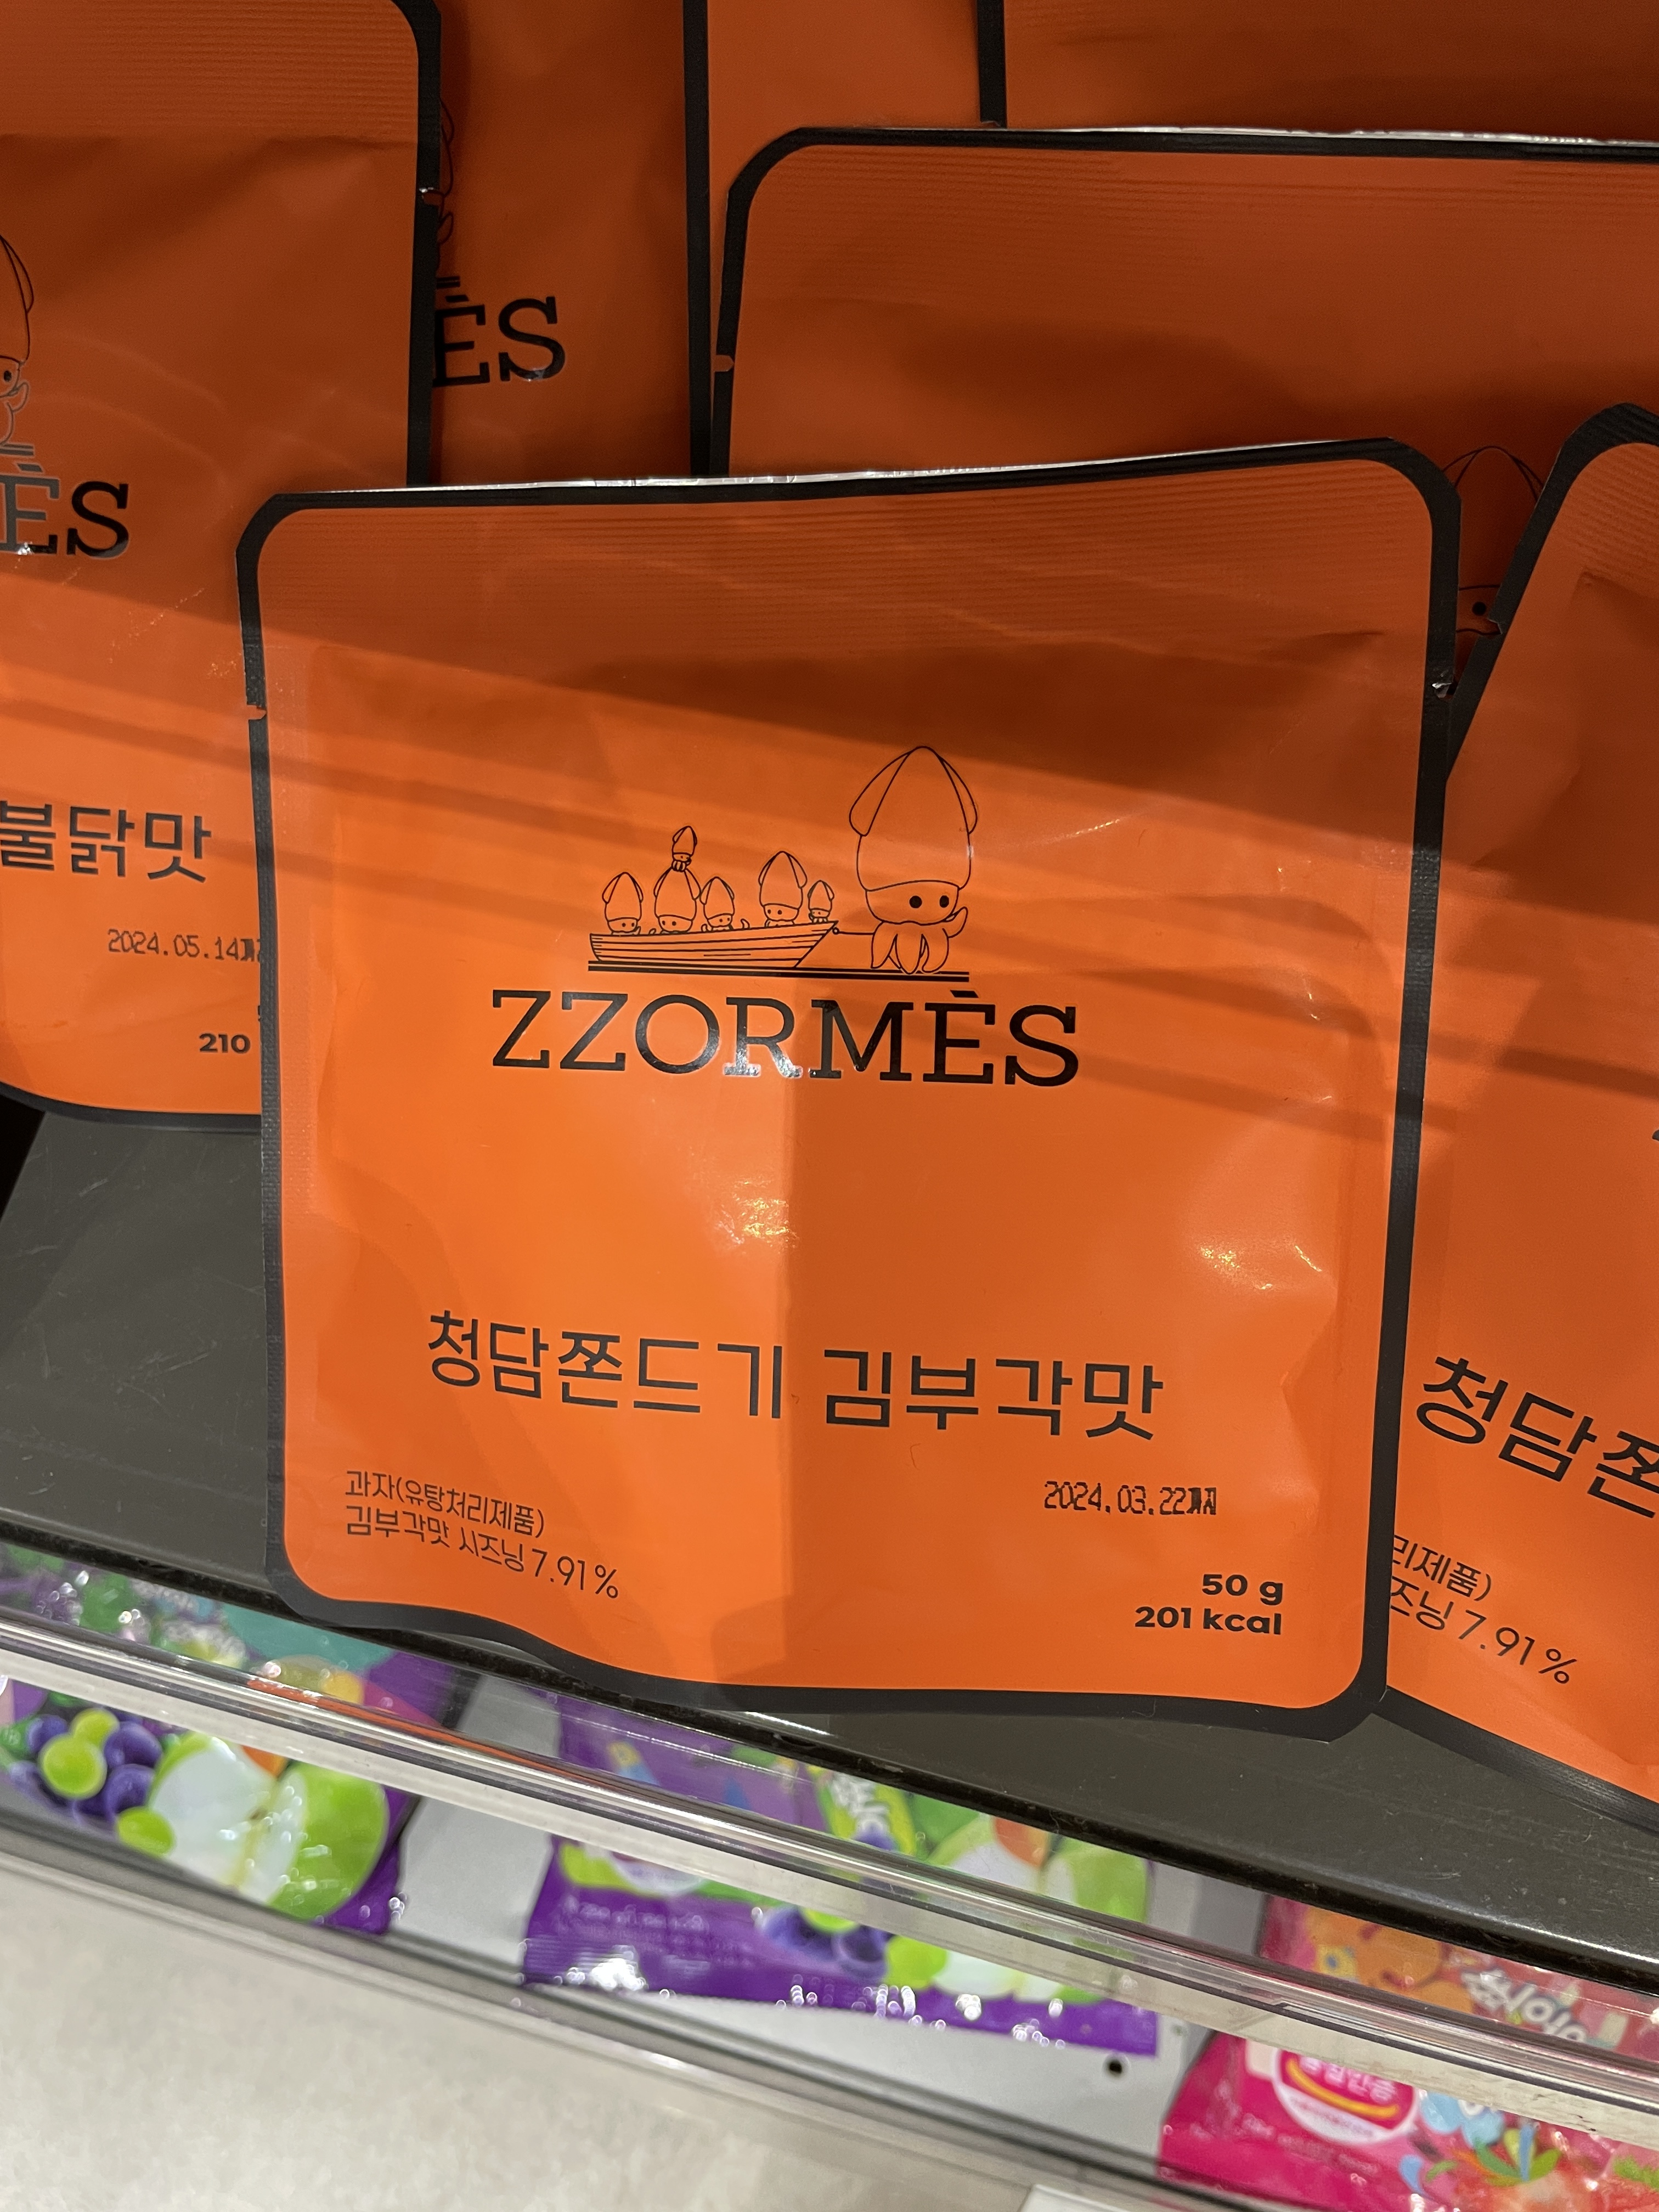 ÈS
ÈS
불닭맛
2024.05.14까
210
ZZORMÈS
청담쫀드기 김부각맛
2024.03.22까지
과자(유탕처리제품)
김부각맛 시즈닝 7.91%
50 g
201 kcal
청담쫀
리제품)
즈닝 7.91%